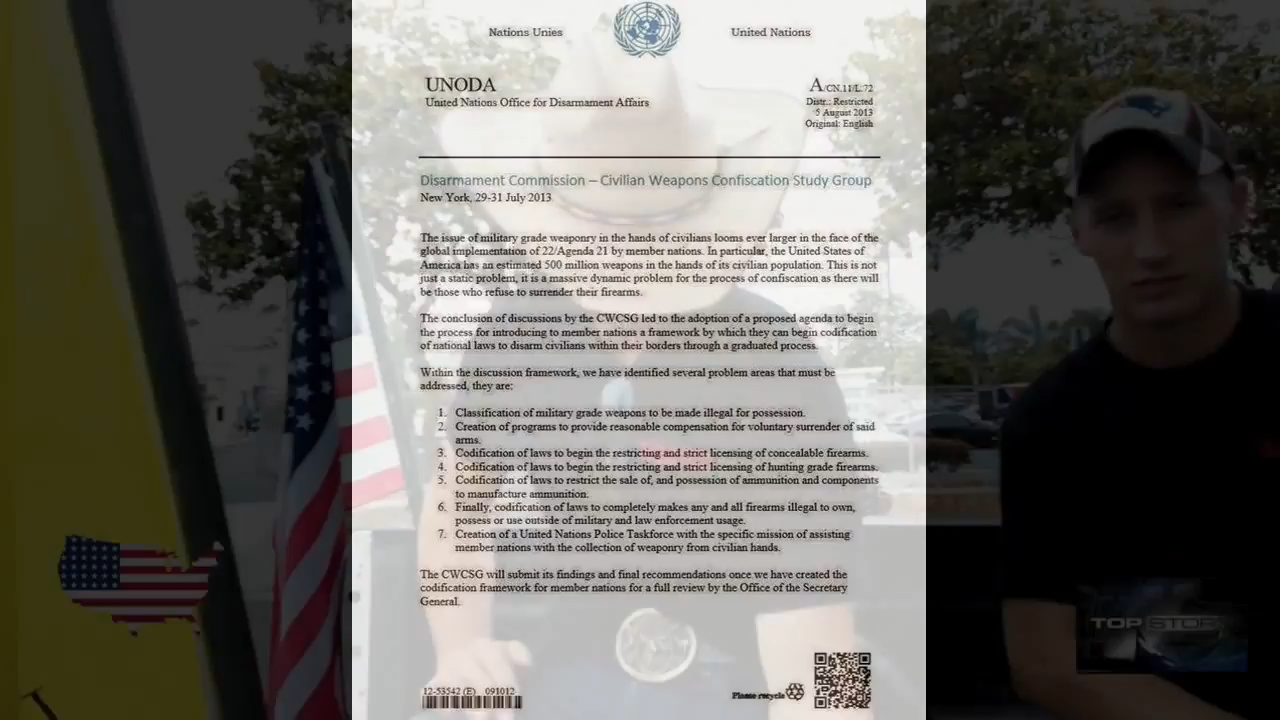 Nations Unies
United Nations
UNODA
United Nations Office for Disarmament Affairs
A/CN.11/L.72
Distr.: Restricted
5 August 2013
Original: English
Disarmament Commission – Civilian Weapons Confiscation Study Group
New York, 29-31 July 2013
The issue of military grade weaponry in the hands of civilians looms ever larger in the face of the
global implementation of 22/Agenda 21 by member nations. In particular, the United States of
America has an estimated 500 million weapons in the hands of its civilian population. This is not
just a static problem, it is a massive dynamic problem for the process of confiscation as there will
be those who refuse to surrender their firearms.
The conclusion of discussions by the CWCSG led to the adoption of a proposed agenda to begin
the process for introducing to member nations a framework by which they can begin codification
of national laws to disarm civilians within their borders through a graduated process.
Within the discussion framework, we have identified several problem areas that must be
addressed, they are:
1. Classification of military grade weapons to be made illegal for possession.
2. Creation of programs to provide reasonable compensation for voluntary surrender of said
arms.
3. Codification of laws to begin the restricting and strict licensing of concealable firearms.
4. Codification of laws to begin the restricting and strict licensing of hunting grade firearms.
5. Codification of laws to restrict the sale of, and possession of ammunition and components
to manufacture ammunition.
6. Finally, codification of laws to completely makes any and all firearms illegal to own,
possess or use outside of military and law enforcement usage.
7. Creation of a United Nations Police Taskforce with the specific mission of assisting
member nations with the collection of weaponry from civilian hands.
The CWCSG will submit its findings and final recommendations once we have created the
codification framework for member nations for a full review by the Office of the Secretary
General.
12-53542 (E) 091012
Please recycle
TOP STOR